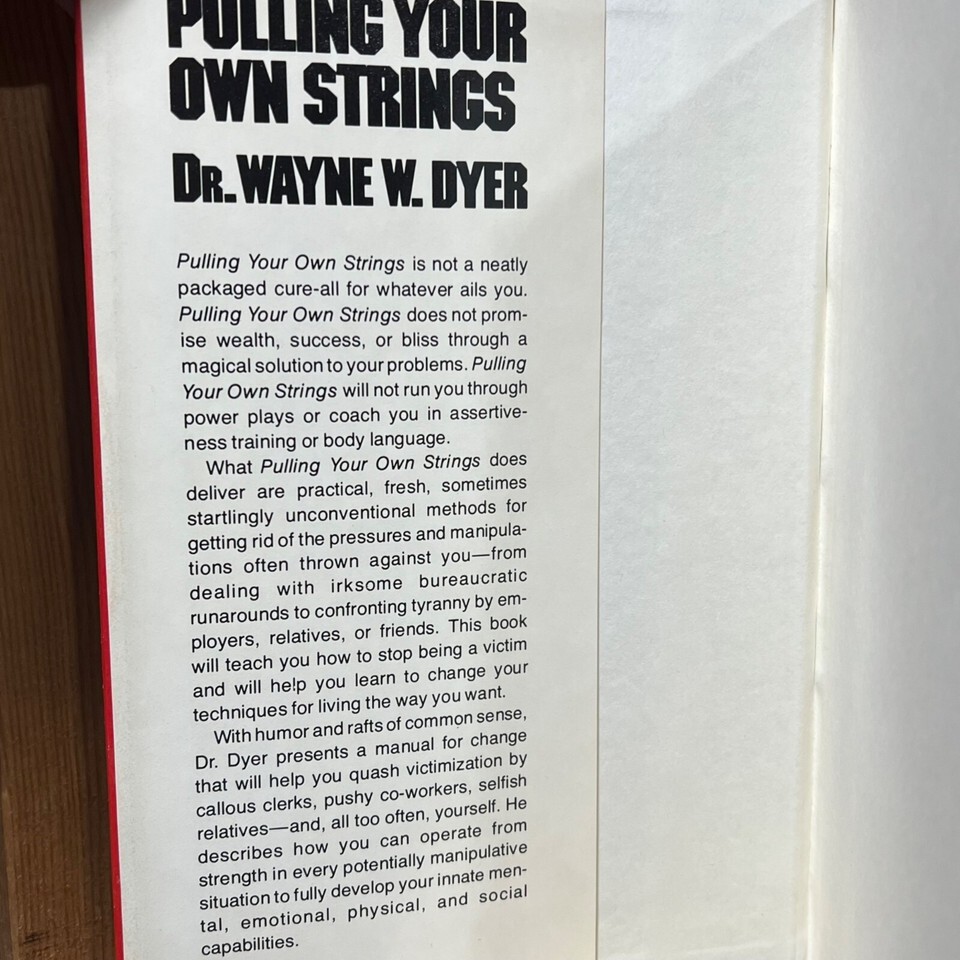 PULLING YOUR
OWN STRINGS
DR. WAYNE W. DYER
Pulling Your Own Strings is not a neatly
packaged cure-all for whatever ails you.
Pulling Your Own Strings does not prom-
ise wealth, success, or bliss through a
magical solution to your problems. Pulling
Your Own Strings will not run you through
power plays or coach you in assertive-
ness training or body language.
What Pulling Your Own Strings does
deliver are practical, fresh, sometimes
startlingly unconventional methods for
getting rid of the pressures and manipula-
tions often thrown against you—from
dealing with irksome bureaucratic
runarounds to confronting tyranny by em-
ployers, relatives, or friends. This book
will teach you how to stop being a victim
and will help you learn to change your
techniques for living the way you want.
With humor and rafts of common sense,
Dr. Dyer presents a manual for change
that will help you quash victimization by
callous clerks, pushy co-workers, selfish
relatives—and, all too often, yourself. He
describes how you can operate from
strength in every potentially manipulative
situation to fully develop your innate men-
tal, emotional, physical, and social
capabilities.